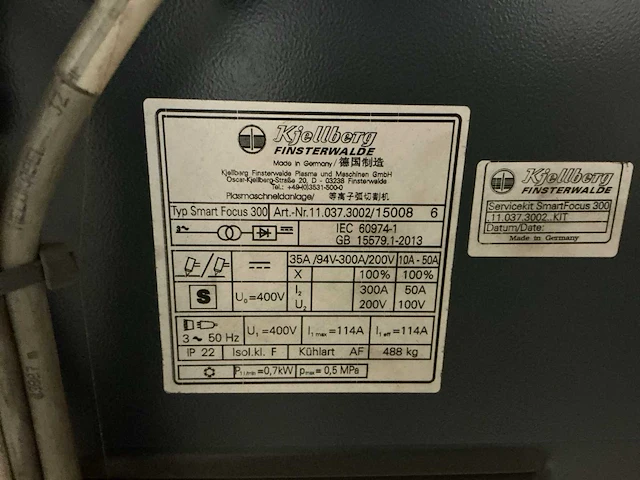 Kjellberg
FINSTERWALDE
Made in Germany / 德国制造
Kjellberg Finsterwalde Plasma und Maschinen GmbH
Oscar-Kjellberg-Straße 20, D - 03238 Finsterwalde
Tel.: +49-(0)3531-500-0
Plasmaschneidanlage/ 等离子弧切割机
Typ Smart Focus 300 Art.-Nr.11.037.3002/15008 6
3~ IEC 60974-1
GB 15579.1-2013
35A /94V-300A/200V 10A - 50A
X 100% 100%
S U₀=400V I₂ 300A 50A
U₂ 200V 100V
3 ~ 50 Hz U₁ =400V I₁ max =114A I₁ eff =114A
IP 22 Isol.kl. F Kühlart AF 488 kg
P1l/min =0,7kW pmax = 0,5 MPa
Kjellberg
FINSTERWALDE
Servicekit SmartFocus 300
.11.037.3002..KIT
Datum/Date:
Made in Germany